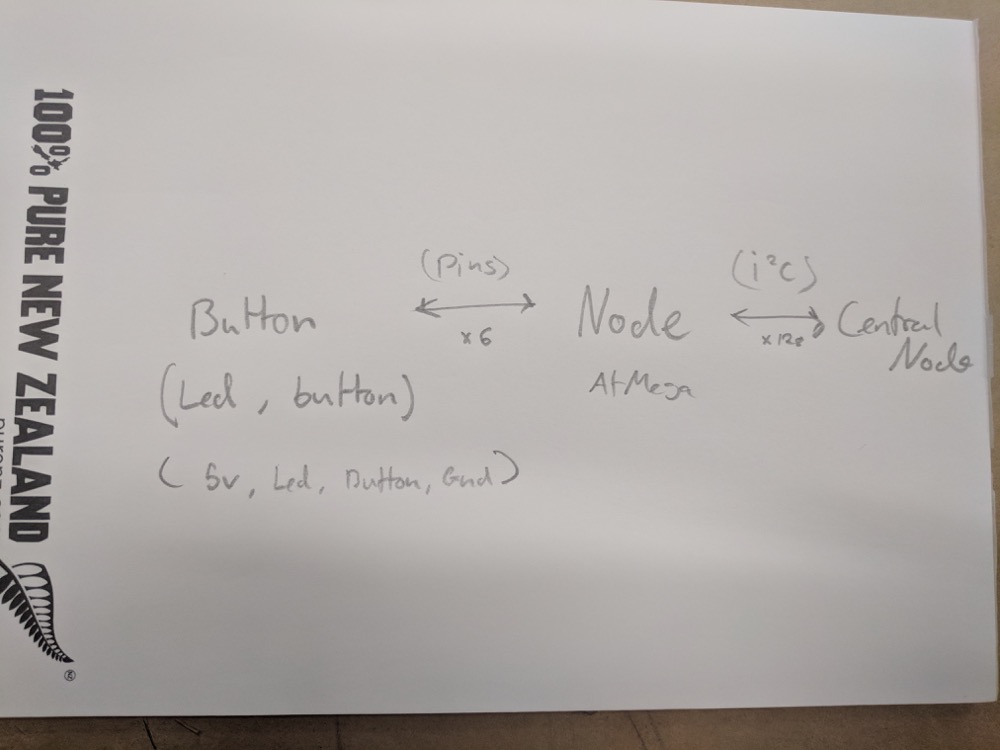 100% PURE NEW ZEALAND
(Pins)
(i²c)
Button
Node
Central
Node
x 6
x 128
AtMega
(Led, button)
(5v, Led, Button, Gnd)